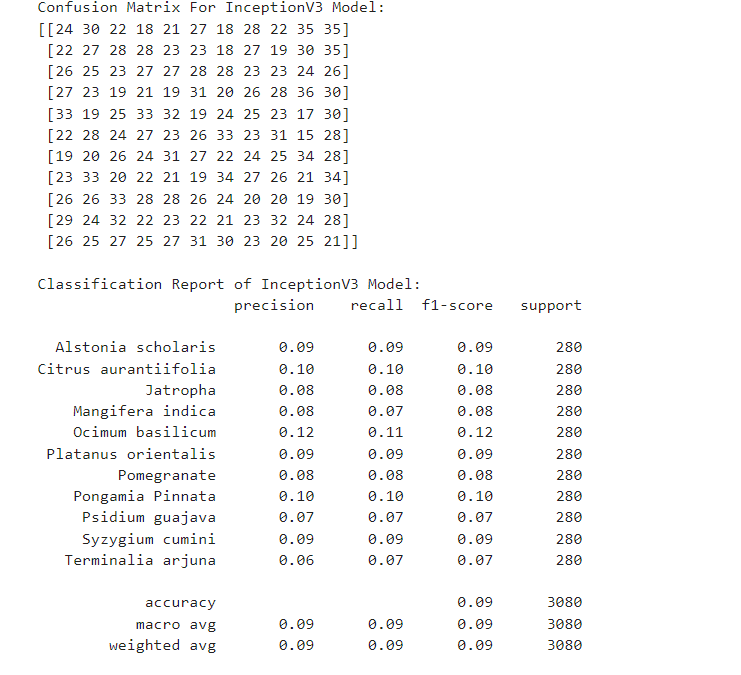 Confusion Matrix For InceptionV3 Model:
[[24 30 22 18 21 27 18 28 22 35 35]
[22 27 28 28 23 23 18 27 19 30 35]
[26 25 23 27 27 28 28 23 23 24 26]
[27 23 19 21 19 31 20 26 28 36 30]
[33 19 25 33 32 19 24 25 23 17 30]
[22 28 24 27 23 26 33 23 31 15 28]
[19 20 26 24 31 27 22 24 25 34 28]
[23 33 20 22 21 19 34 27 26 21 34]
[26 26 33 28 28 26 24 20 20 19 30]
[29 24 32 22 23 22 21 23 32 24 28]
[26 25 27 25 27 31 30 23 20 25 21]]
Classification Report of InceptionV3 Model:
precision recall f1-score support
Alstonia scholaris 0.09 0.09 0.09 280
Citrus aurantiifolia 0.10 0.10 0.10 280
Jatropha 0.08 0.08 0.08 280
Mangifera indica 0.08 0.07 0.08 280
Ocimum basilicum 0.12 0.11 0.12 280
Platanus orientalis 0.09 0.09 0.09 280
Pomegranate 0.08 0.08 0.08 280
Pongamia Pinnata 0.10 0.10 0.10 280
Psidium guajava 0.07 0.07 0.07 280
Syzygium cumini 0.09 0.09 0.09 280
Terminalia arjuna 0.06 0.07 0.07 280
accuracy 0.09 3080
macro avg 0.09 0.09 0.09 3080
weighted avg 0.09 0.09 0.09 3080